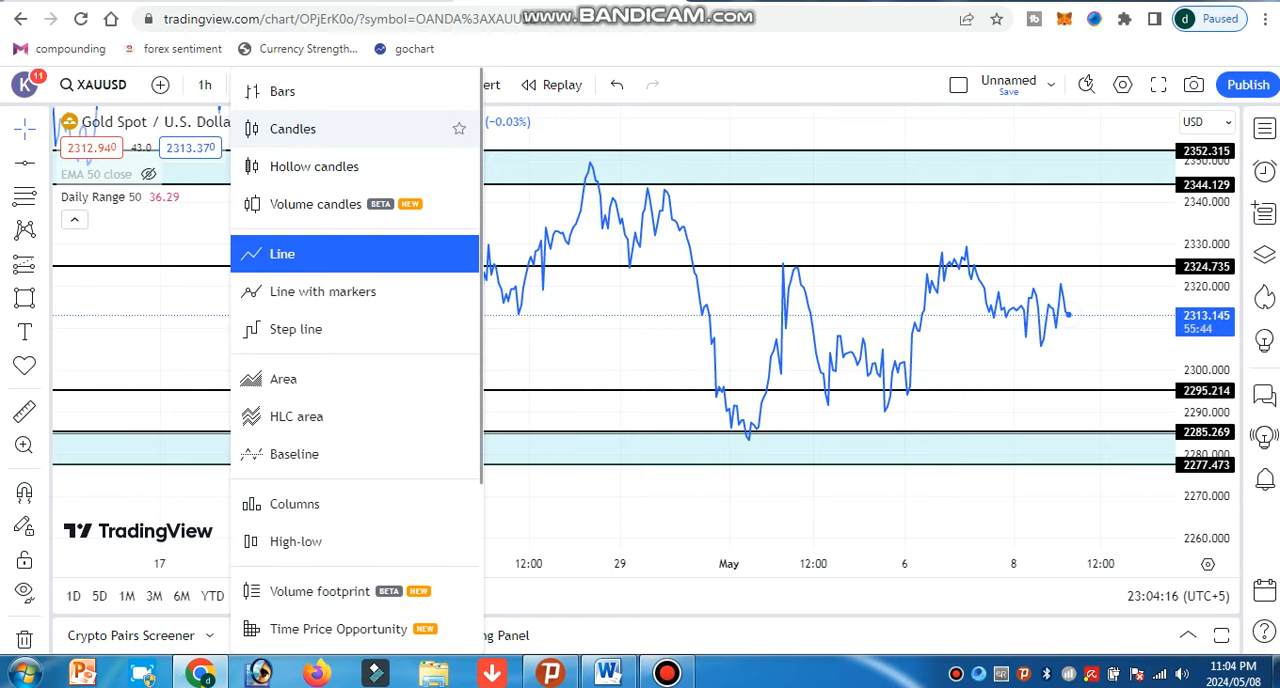 tradingview.com/chart/OPjErK0o/?symbol=OANDA%3AXAUU
www.BANDICAM.com
Paused
compounding
forex sentiment
Currency Strength...
gochart
K
11
XAUUSD
1h
ert
Replay
Unnamed
Save
Publish
Gold Spot / U.S. Dolla
(−0.03%)
USD
2312.940
43.0
2313.370
EMA 50 close
Daily Range 50 36.29
Bars
Candles
Hollow candles
Volume candles BETA NEW
Line
Line with markers
Step line
Area
HLC area
Baseline
Columns
High-low
Volume footprint BETA NEW
Time Price Opportunity NEW
2352.315
2350.000
2344.129
2340.000
2330.000
2324.735
2320.000
2313.145
55:44
2300.000
2295.214
2290.000
2285.269
2280.000
2277.473
2270.000
2260.000
TradingView
17
12:00
29
May
12:00
6
8
12:00
1D 5D 1M 3M 6M YTD
23:04:16 (UTC+5)
Crypto Pairs Screener
ng Panel
11:04 PM
2024/05/08